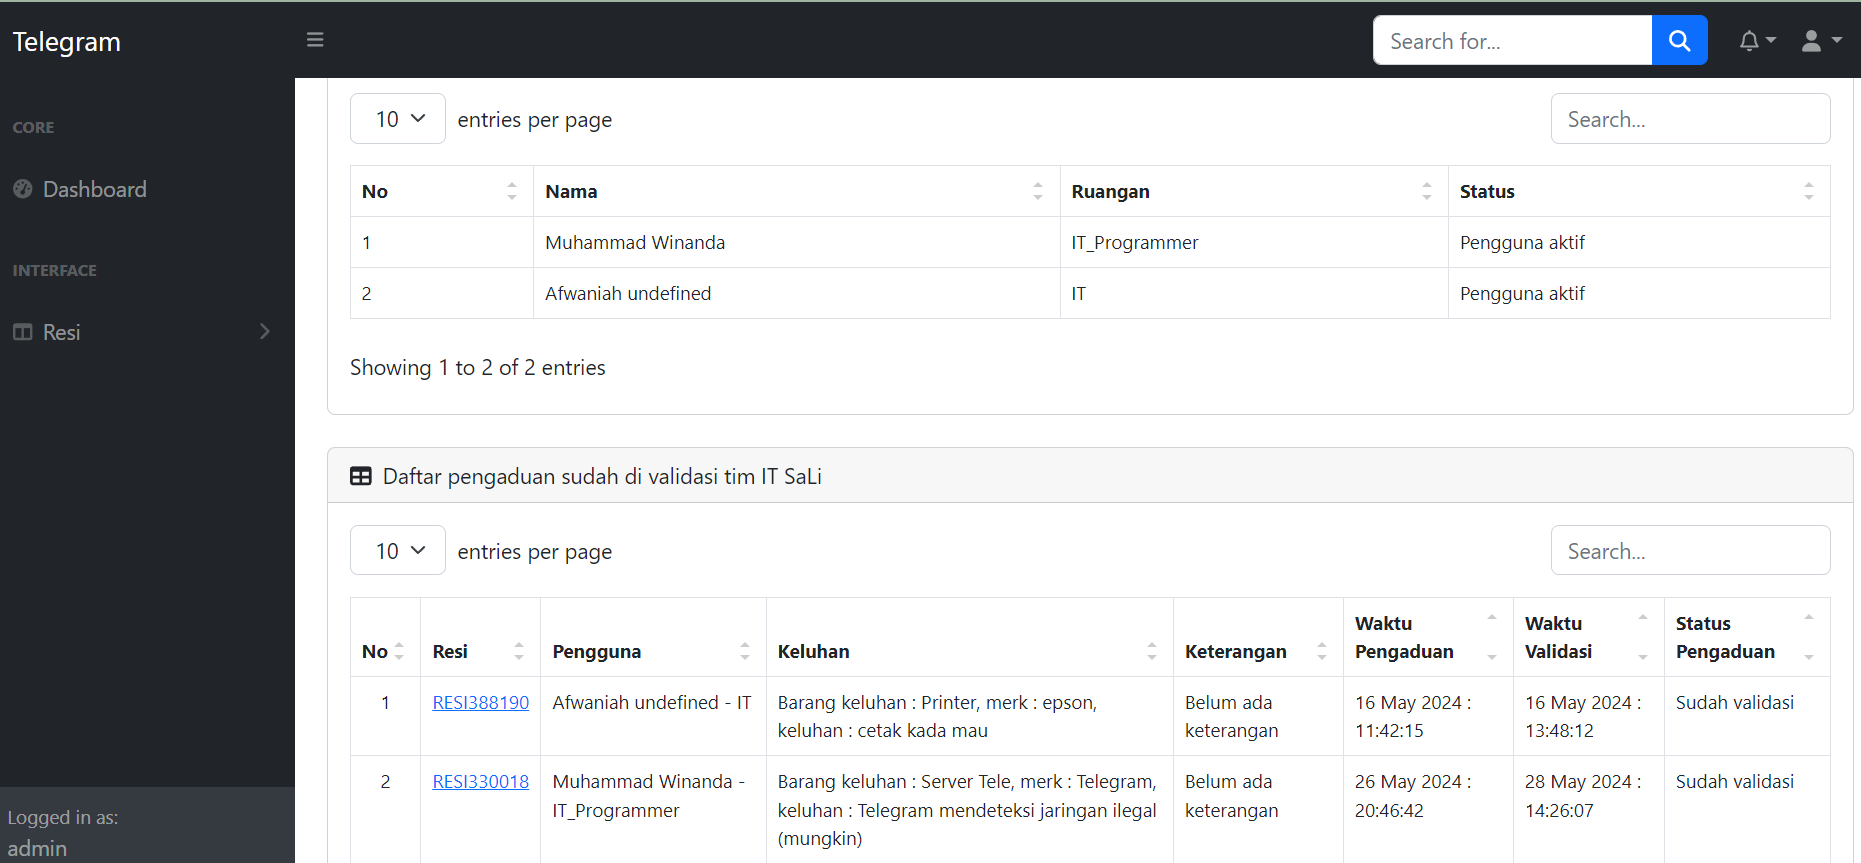 Telegram
Search for...
CORE
Dashboard
INTERFACE
Resi
Logged in as:
admin
10 entries per page
Search...
No Nama Ruangan Status
1 Muhammad Winanda IT_Programmer Pengguna aktif
2 Afwaniah undefined IT Pengguna aktif
Showing 1 to 2 of 2 entries
Daftar pengaduan sudah di validasi tim IT SaLi
10 entries per page
Search...
No Resi Pengguna Keluhan Keterangan Waktu Pengaduan Waktu Validasi Status Pengaduan
1 RESI388190 Afwaniah undefined - IT Barang keluhan : Printer, merk : epson, keluhan : cetak kada mau Belum ada keterangan 16 May 2024 : 11:42:15 16 May 2024 : 13:48:12 Sudah validasi
2 RESI330018 Muhammad Winanda - IT_Programmer Barang keluhan : Server Tele, merk : Telegram, keluhan : Telegram mendeteksi jaringan ilegal (mungkin) Belum ada keterangan 26 May 2024 : 20:46:42 28 May 2024 : 14:26:07 Sudah validasi